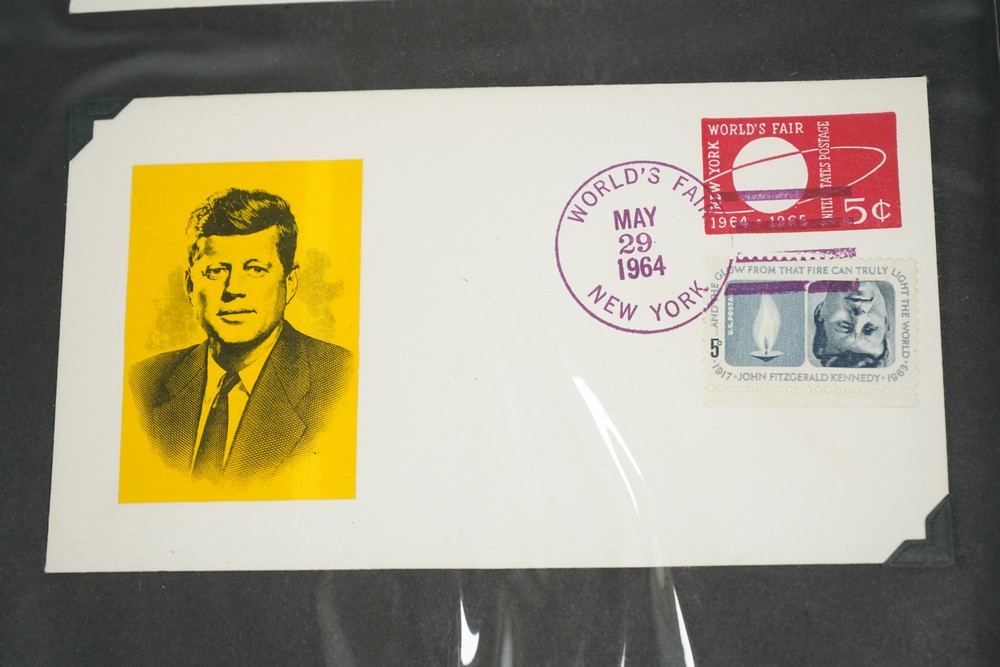 WORLD'S FAIR
NEW YORK
UNITED STATES POSTAGE
1964 - 1965
5¢
WORLD'S FAIR
MAY
29
1964
NEW YORK
...AND THE GLOW FROM THAT FIRE CAN TRULY LIGHT THE WORLD
U.S. POSTAGE
5¢
1917 · JOHN FITZGERALD KENNEDY · 1963